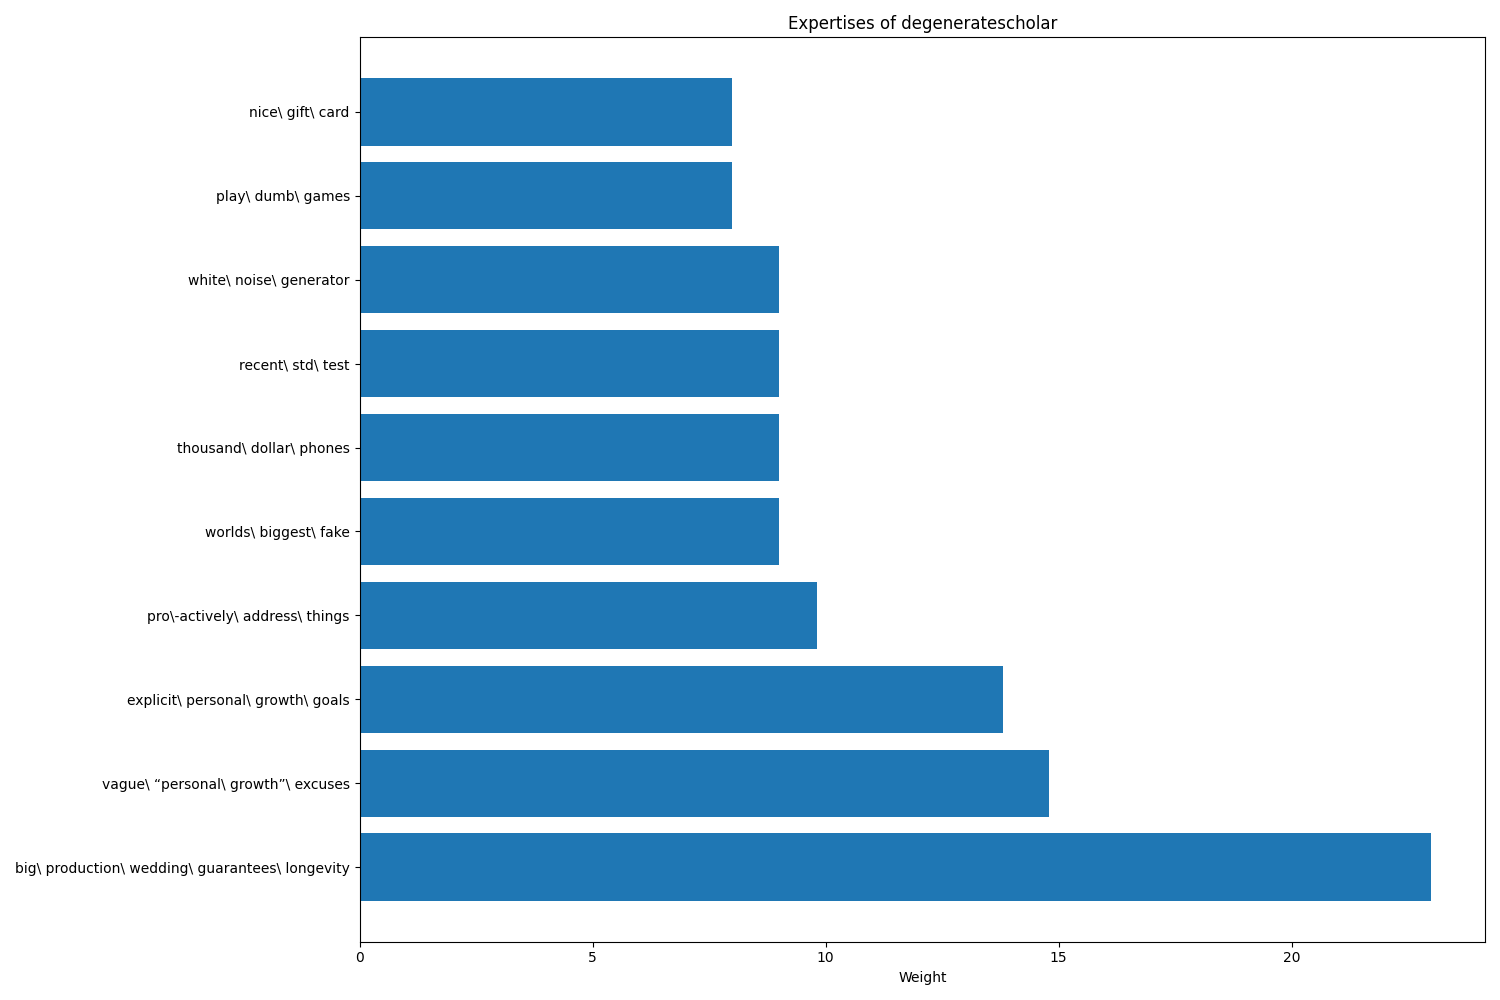 Expertises of degeneratescholar
nice\ gift\ card
play\ dumb\ games
white\ noise\ generator
recent\ std\ test
thousand\ dollar\ phones
worlds\ biggest\ fake
pro\-actively\ address\ things
explicit\ personal\ growth\ goals
vague\ “personal\ growth”\ excuses
big\ production\ wedding\ guarantees\ longevity
0 5 10 15 20
Weight